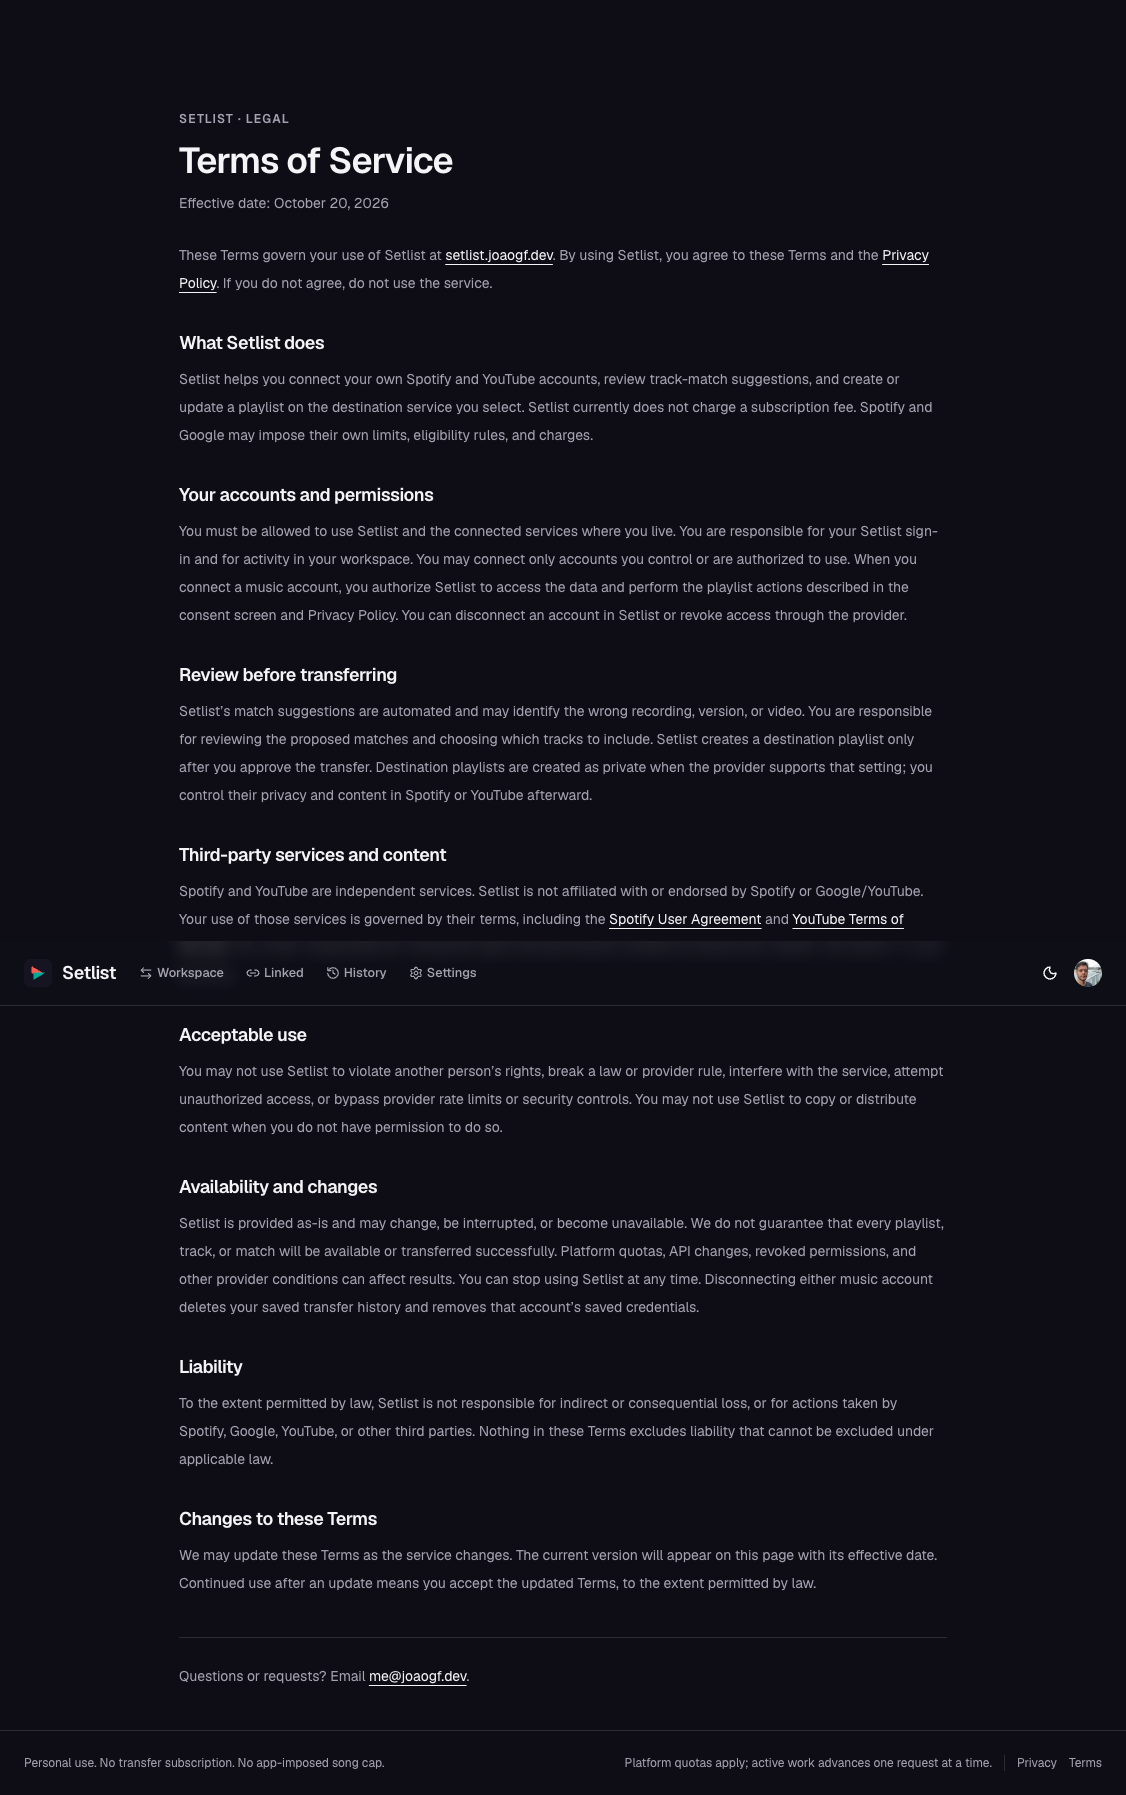 SETLIST · LEGAL
Terms of Service
Effective date: October 20, 2026
These Terms govern your use of Setlist at setlist.joaogf.dev. By using Setlist, you agree to these Terms and the Privacy
Policy. If you do not agree, do not use the service.
What Setlist does
Setlist helps you connect your own Spotify and YouTube accounts, review track-match suggestions, and create or
update a playlist on the destination service you select. Setlist currently does not charge a subscription fee. Spotify and
Google may impose their own limits, eligibility rules, and charges.
Your accounts and permissions
You must be allowed to use Setlist and the connected services where you live. You are responsible for your Setlist sign-
in and for activity in your workspace. You may connect only accounts you control or are authorized to use. When you
connect a music account, you authorize Setlist to access the data and perform the playlist actions described in the
consent screen and Privacy Policy. You can disconnect an account in Setlist or revoke access through the provider.
Review before transferring
Setlist’s match suggestions are automated and may identify the wrong recording, version, or video. You are responsible
for reviewing the proposed matches and choosing which tracks to include. Setlist creates a destination playlist only
after you approve the transfer. Destination playlists are created as private when the provider supports that setting; you
control their privacy and content in Spotify or YouTube afterward.
Third-party services and content
Spotify and YouTube are independent services. Setlist is not affiliated with or endorsed by Spotify or Google/YouTube.
Your use of those services is governed by their terms, including the Spotify User Agreement and YouTube Terms of
Setlist Workspace Linked History Settings
Acceptable use
You may not use Setlist to violate another person’s rights, break a law or provider rule, interfere with the service, attempt
unauthorized access, or bypass provider rate limits or security controls. You may not use Setlist to copy or distribute
content when you do not have permission to do so.
Availability and changes
Setlist is provided as-is and may change, be interrupted, or become unavailable. We do not guarantee that every playlist,
track, or match will be available or transferred successfully. Platform quotas, API changes, revoked permissions, and
other provider conditions can affect results. You can stop using Setlist at any time. Disconnecting either music account
deletes your saved transfer history and removes that account’s saved credentials.
Liability
To the extent permitted by law, Setlist is not responsible for indirect or consequential loss, or for actions taken by
Spotify, Google, YouTube, or other third parties. Nothing in these Terms excludes liability that cannot be excluded under
applicable law.
Changes to these Terms
We may update these Terms as the service changes. The current version will appear on this page with its effective date.
Continued use after an update means you accept the updated Terms, to the extent permitted by law.
Questions or requests? Email me@joaogf.dev.
Personal use. No transfer subscription. No app-imposed song cap.
Platform quotas apply; active work advances one request at a time. Privacy Terms